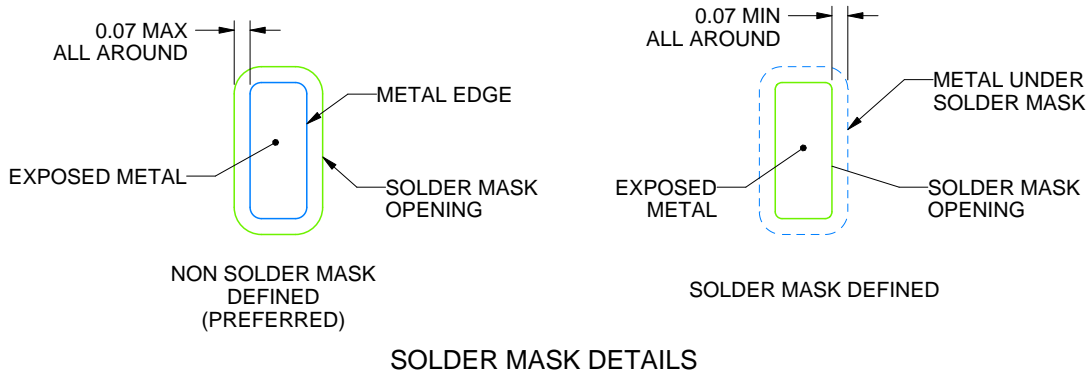 0.07 MAX
ALL AROUND
METAL EDGE
EXPOSED METAL
SOLDER MASK
OPENING
NON SOLDER MASK
DEFINED
(PREFERRED)
0.07 MIN
ALL AROUND
METAL UNDER
SOLDER MASK
EXPOSED
METAL
SOLDER MASK
OPENING
SOLDER MASK DEFINED
SOLDER MASK DETAILS